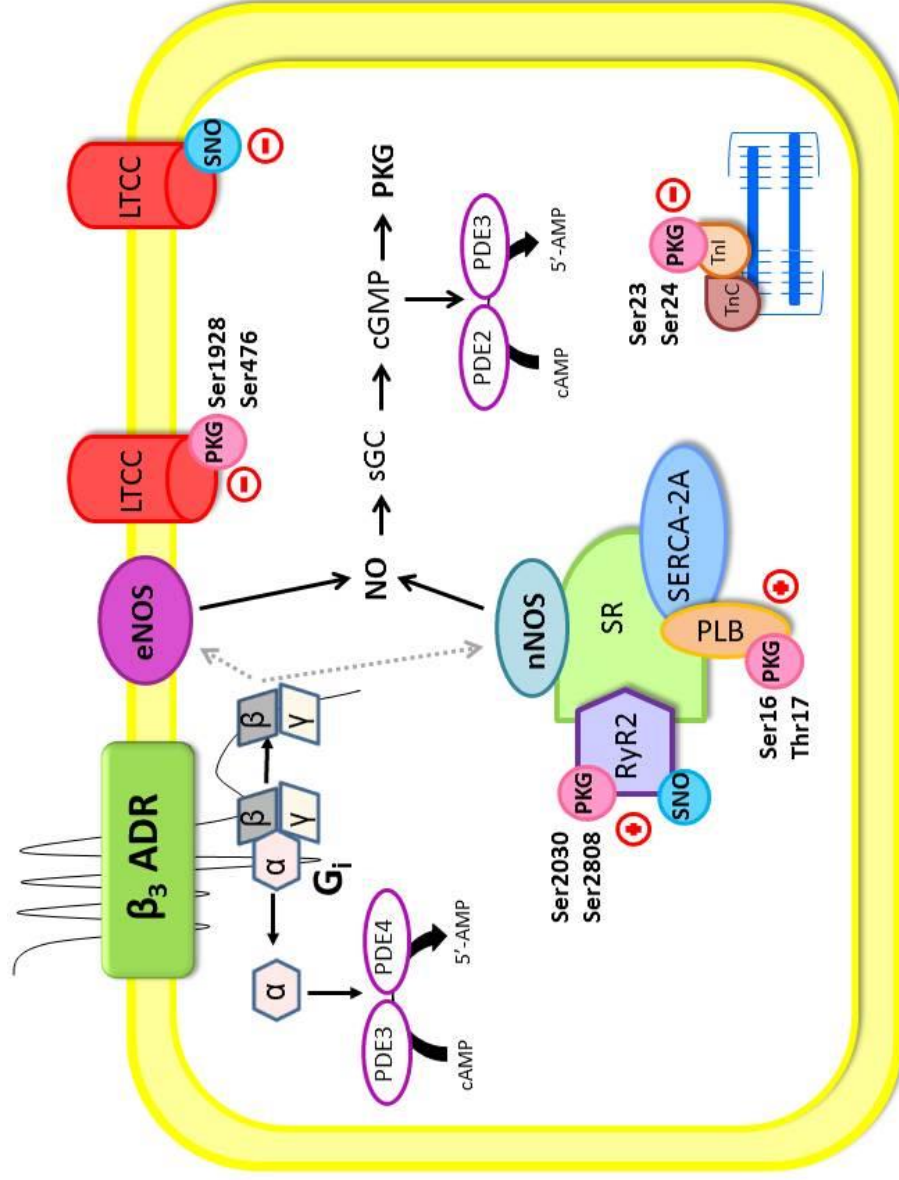 β₃ ADR
eNOS
LTCC
PKG
Ser1928
Ser476
LTCC
SNO
α
β
γ
β
γ
Gᵢ
α
PDE3
PDE4
cAMP
5'-AMP
NO
sGC
cGMP
PKG
PDE2
PDE3
cAMP
5'-AMP
nNOS
SR
SERCA-2A
PLB
PKG
Ser16
Thr17
RyR2
PKG
SNO
Ser2030
Ser2808
Ser23
Ser24
PKG
TnC
TnI